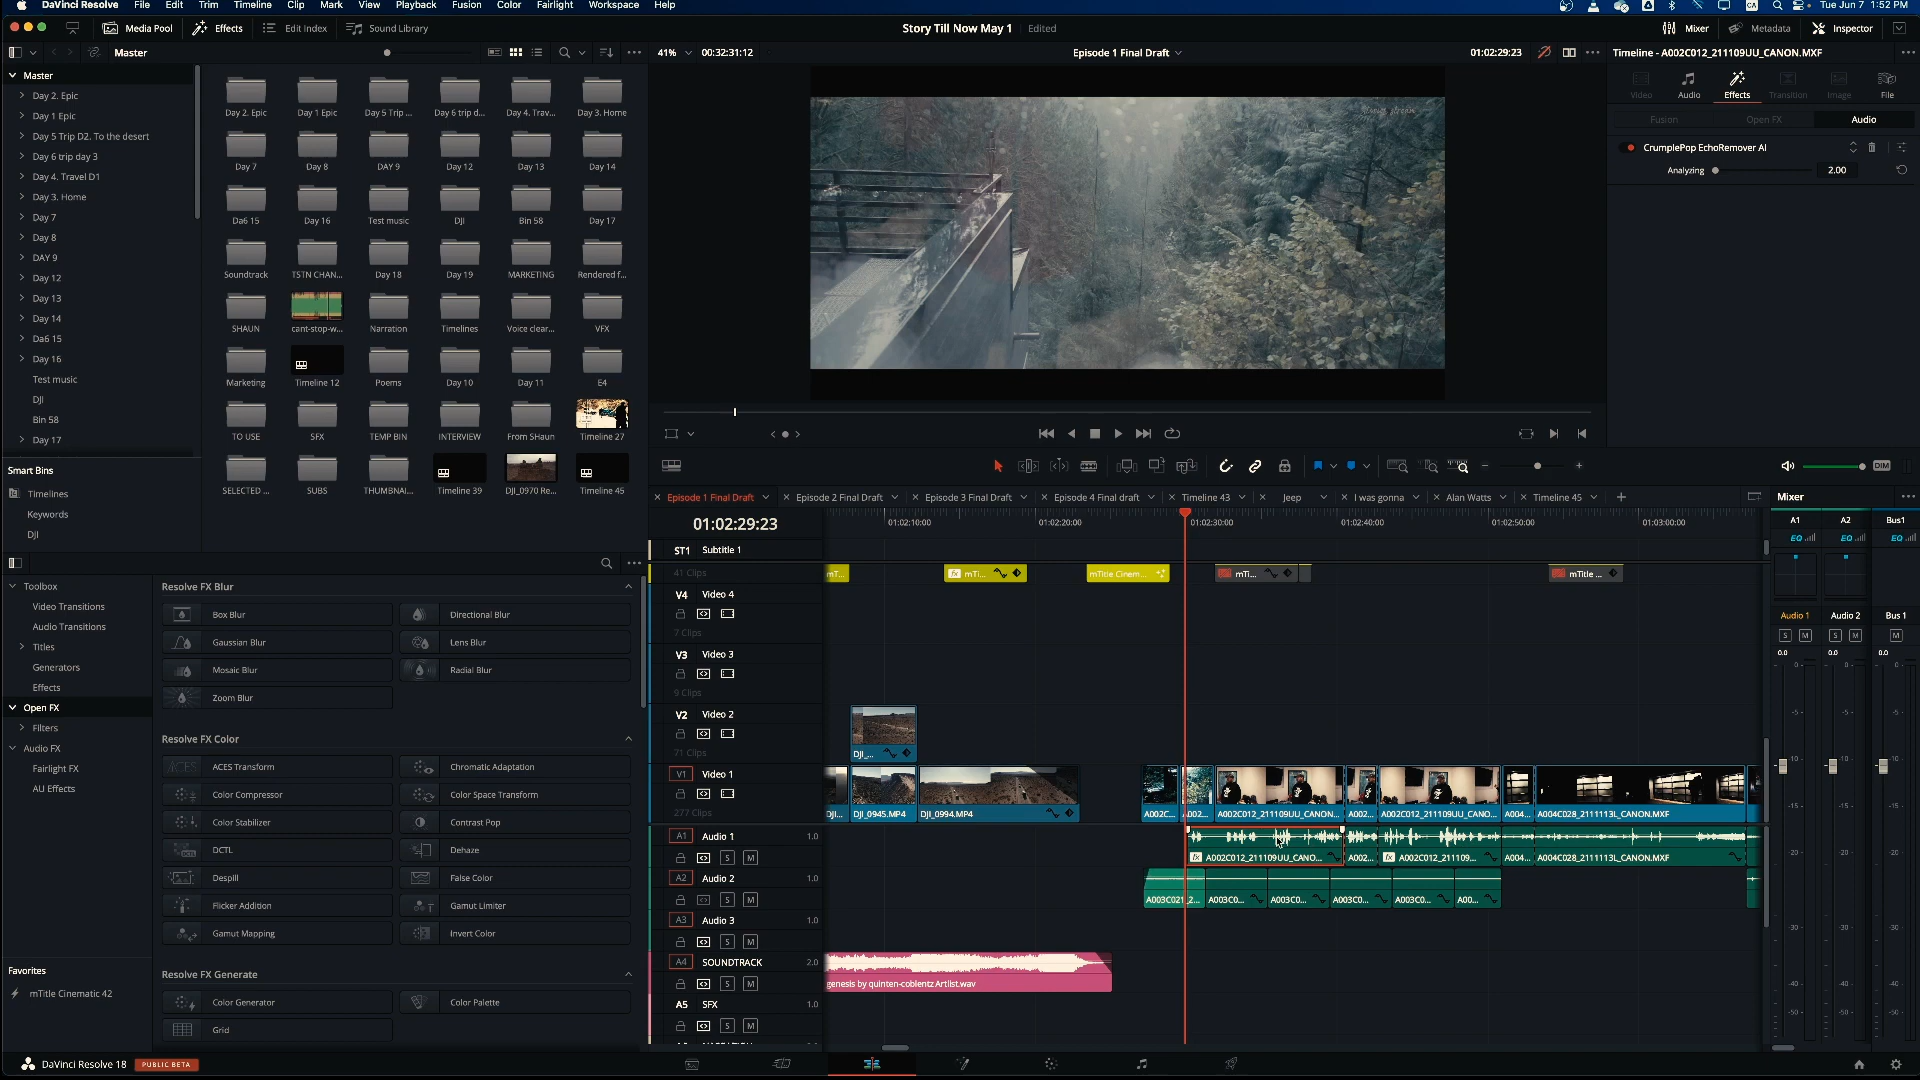 DaVinci Resolve File Edit Trim Timeline Clip Mark View Playback Fusion Color Fairlight Workspace Help
Tue Jun 7 1:52 PM
Media Pool Effects Edit Index Sound Library
Story Till Now May 1 Edited
Mixer Metadata Inspector
Master
41% 00:32:31:12 Episode 1 Final Draft 01:02:29:23
Timeline - A002C012_211109UU_CANON.MXF
Video Audio Effects Transition Image File
Fusion Open FX Audio
CrumplePop EchoRemover AI
Analyzing 2.00
Master
Day 2. Epic
Day 1 Epic
Day 5 Trip D2. To the desert
Day 6 trip day 3
Day 4. Travel D1
Day 3. Home
Day 7
Day 8
DAY 9
Day 12
Day 13
Day 14
Da6 15
Day 16
Test music
DJI
Bin 58
Day 17
Day 2. Epic Day 1 Epic Day 5 Trip ... Day 6 trip d... Day 4. Trav... Day 3. Home
Day 7 Day 8 DAY 9 Day 12 Day 13 Day 14
Da6 15 Day 16 Test music DJI Bin 58 Day 17
Soundtrack TSTN CHAN... Day 18 Day 19 MARKETING Rendered f...
SHAUN cant-stop-w... Narration Timelines Voice clear... VFX
Marketing Timeline 12 Poems Day 10 Day 11 E4
TO USE SFX TEMP BIN INTERVIEW From SHaun Timeline 27
SELECTED ... SUBS THUMBNAI... Timeline 39 DJI_0970 Re... Timeline 45
Smart Bins
Timelines
Keywords
DJI
Toolbox
Video Transitions
Audio Transitions
Titles
Generators
Effects
Open FX
Filters
Audio FX
Fairlight FX
AU Effects
Favorites
mTitle Cinematic 42
Resolve FX Blur
Box Blur Directional Blur
Gaussian Blur Lens Blur
Mosaic Blur Radial Blur
Zoom Blur
Resolve FX Color
ACES Transform Chromatic Adaptation
Color Compressor Color Space Transform
Color Stabilizer Contrast Pop
DCTL Dehaze
Despill False Color
Flicker Addition Gamut Limiter
Gamut Mapping Invert Color
Resolve FX Generate
Color Generator Color Palette
Grid
DIM
Episode 1 Final Draft Episode 2 Final Draft Episode 3 Final Draft Episode 4 Final draft Timeline 43 Jeep I was gonna Alan Watts Timeline 45
01:02:29:23
01:02:10:00 01:02:20:00 01:02:30:00 01:02:40:00 01:02:50:00 01:03:00:00
ST1 Subtitle 1
41 Clips
mT... mTi... mTitle Cinem... mTi... mTitle ...
V4 Video 4
7 Clips
V3 Video 3
9 Clips
V2 Video 2
71 Clips
DJI_...
V1 Video 1
277 Clips
DJI... DJI_0945.MP4 DJI_0994.MP4 A002C... A002... A002C012_211109UU_CANON... A002... A002C012_211109UU_CANO... A004... A004C028_2111113L_CANON.MXF
A1 Audio 1 1.0
S M
fx A002C012_211109UU_CANO... A002... fx A002C012_211109... A004... A004C028_2111113L_CANON.MXF
A2 Audio 2 1.0
S M
A003C021_2... A003C0... A003C0... A003C0... A003C0... A00...
A3 Audio 3 1.0
S M
A4 SOUNDTRACK 2.0
S M
genesis by quinten-coblentz Artlist.wav
A5 SFX 1.0
S M
Mixer
A1 A2 Bus1
EQ EQ EQ
Audio 1 Audio 2 Bus 1
S M S M M
0.0 0.0 0.0
DaVinci Resolve 18 PUBLIC BETA